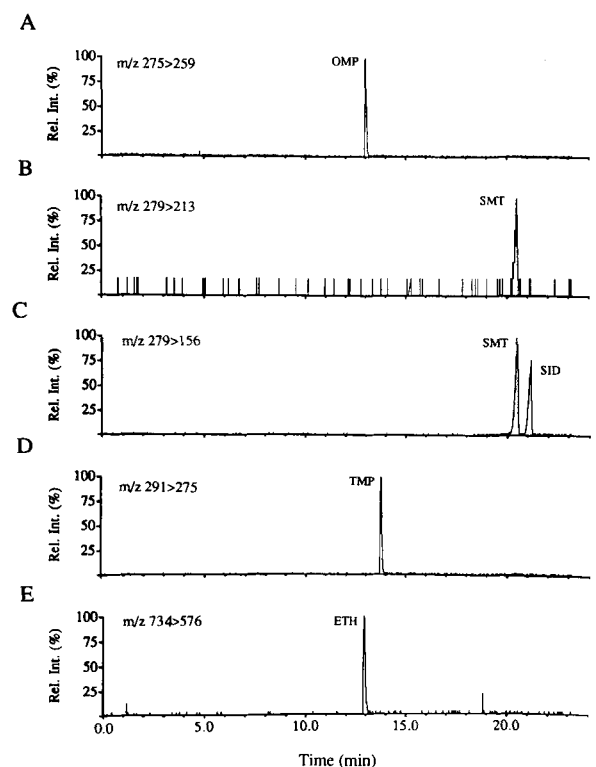 A
Rel. Int. (%)
100
75
50
25
m/z 275>259
OMP
B
Rel. Int. (%)
100
75
50
25
m/z 279>213
SMT
C
Rel. Int. (%)
100
75
50
25
m/z 279>156
SMT
SID
D
Rel. Int. (%)
100
75
50
25
m/z 291>275
TMP
E
Rel. Int. (%)
100
75
50
25
m/z 734>576
ETH
0.0 5.0 10.0 15.0 20.0
Time (min)